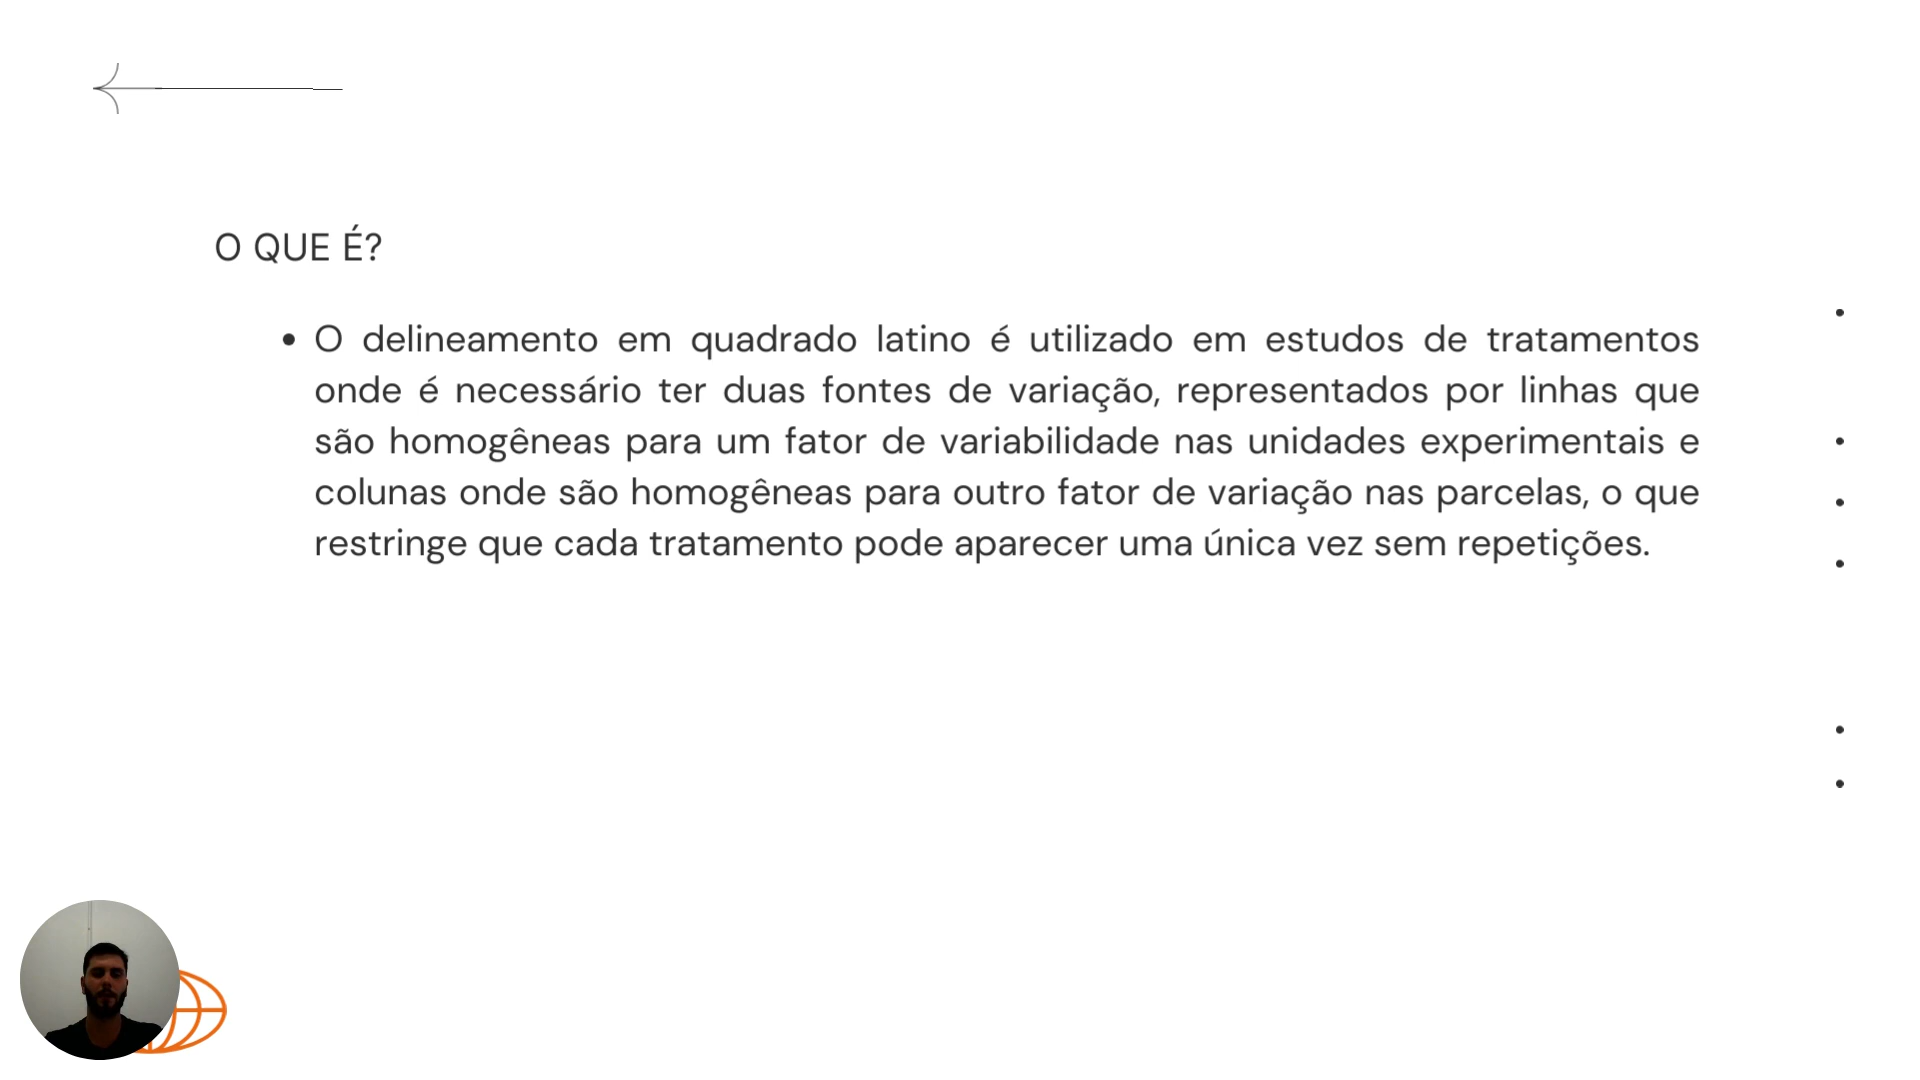 O QUE É?
• O delineamento em quadrado latino é utilizado em estudos de tratamentos
onde é necessário ter duas fontes de variação, representados por linhas que
são homogêneas para um fator de variabilidade nas unidades experimentais e
colunas onde são homogêneas para outro fator de variação nas parcelas, o que
restringe que cada tratamento pode aparecer uma única vez sem repetições.